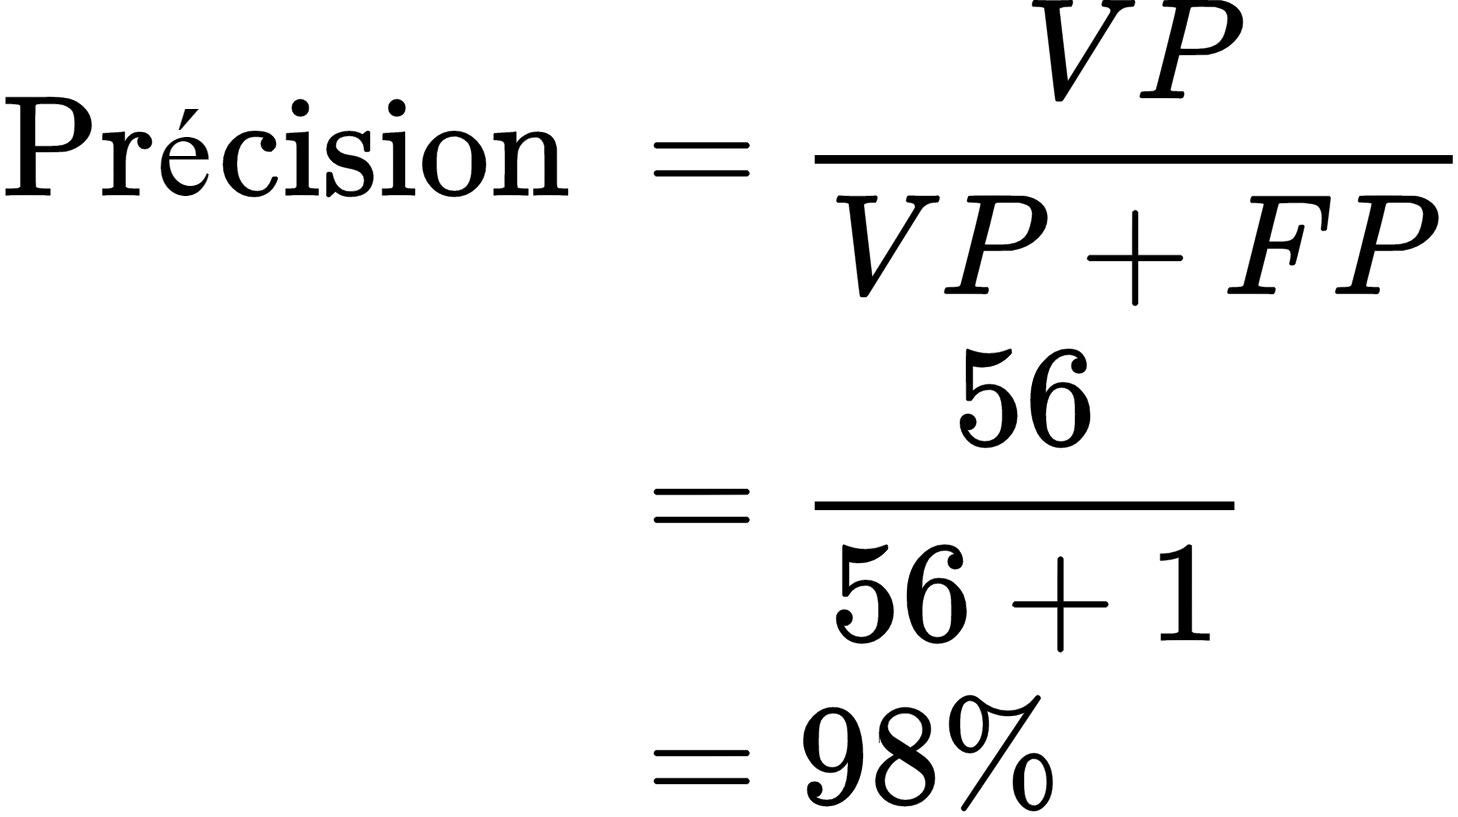 VP
Précision =
VP + FP
56
=
56 + 1
= 98%